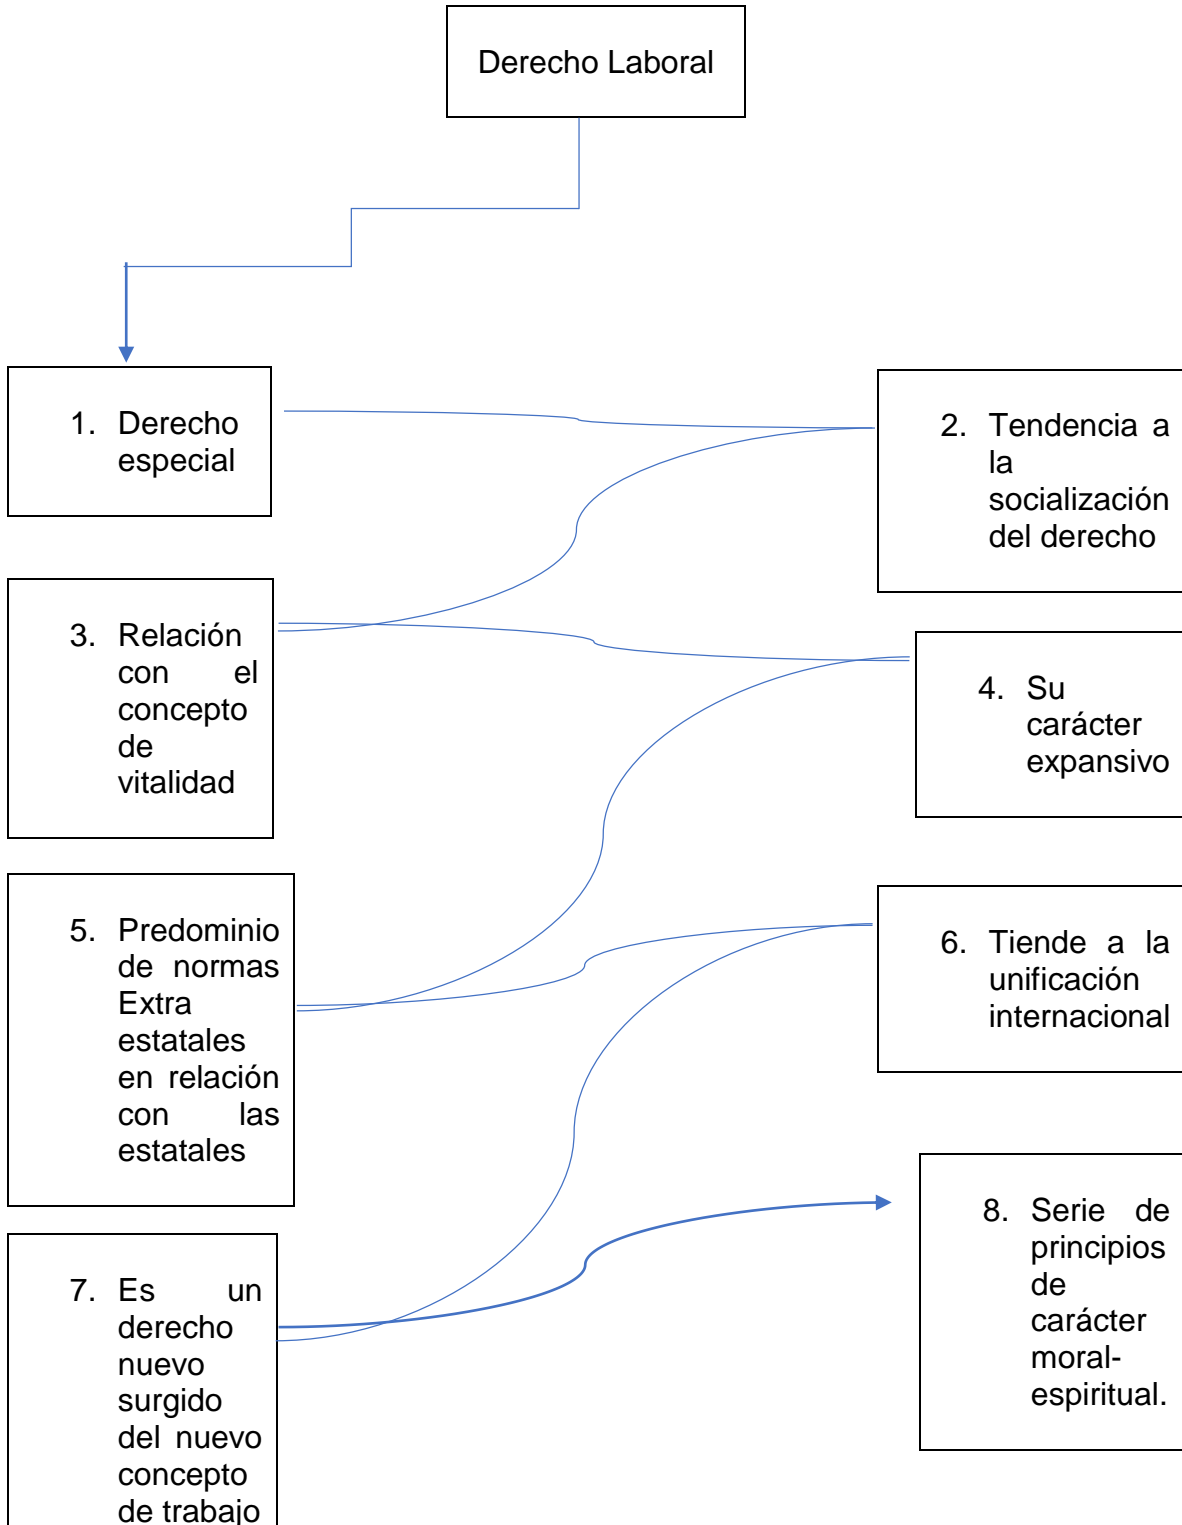 Derecho Laboral
1. Derecho
especial
2. Tendencia a
la
socialización
del derecho
3. Relación
con el
concepto
de
vitalidad
4. Su
carácter
expansivo
5. Predominio
de normas
Extra
estatales
en relación
con las
estatales
6. Tiende a la
unificación
internacional
7. Es un
derecho
nuevo
surgido
del nuevo
concepto
de trabajo
8. Serie de
principios
de
carácter
moral-
espiritual.